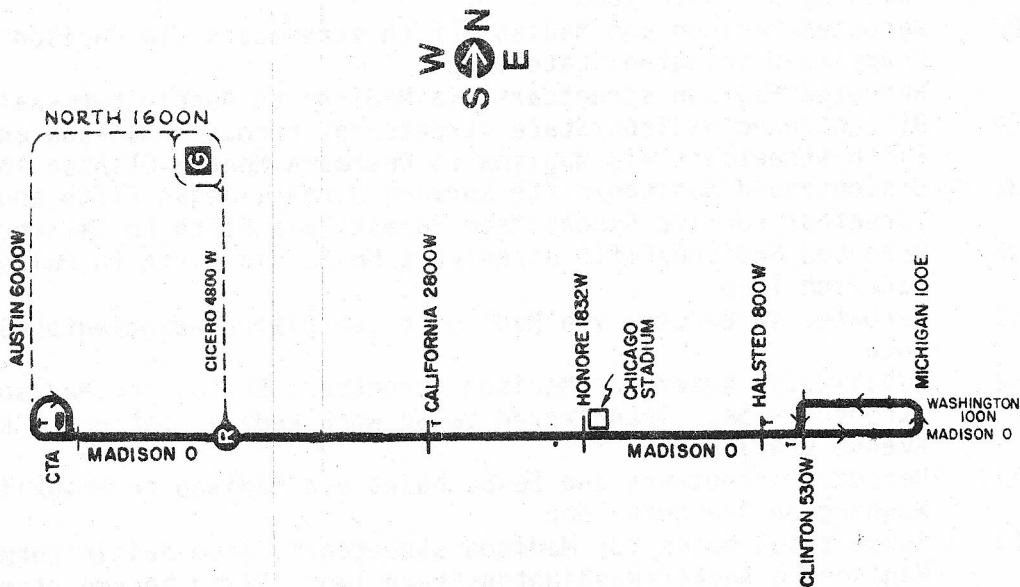 W
S N
E
NORTH 1600N
G
AUSTIN 6000W
T
CTA
CICERO 4800 W
R
MADISON 0
CALIFORNIA 2800W
T
HONORE 1832W
CHICAGO
STADIUM
MADISON 0
HALSTED 800W
T
T
CLINTON 530W
MICHIGAN 100E
WASHINGTON
100N
MADISON 0